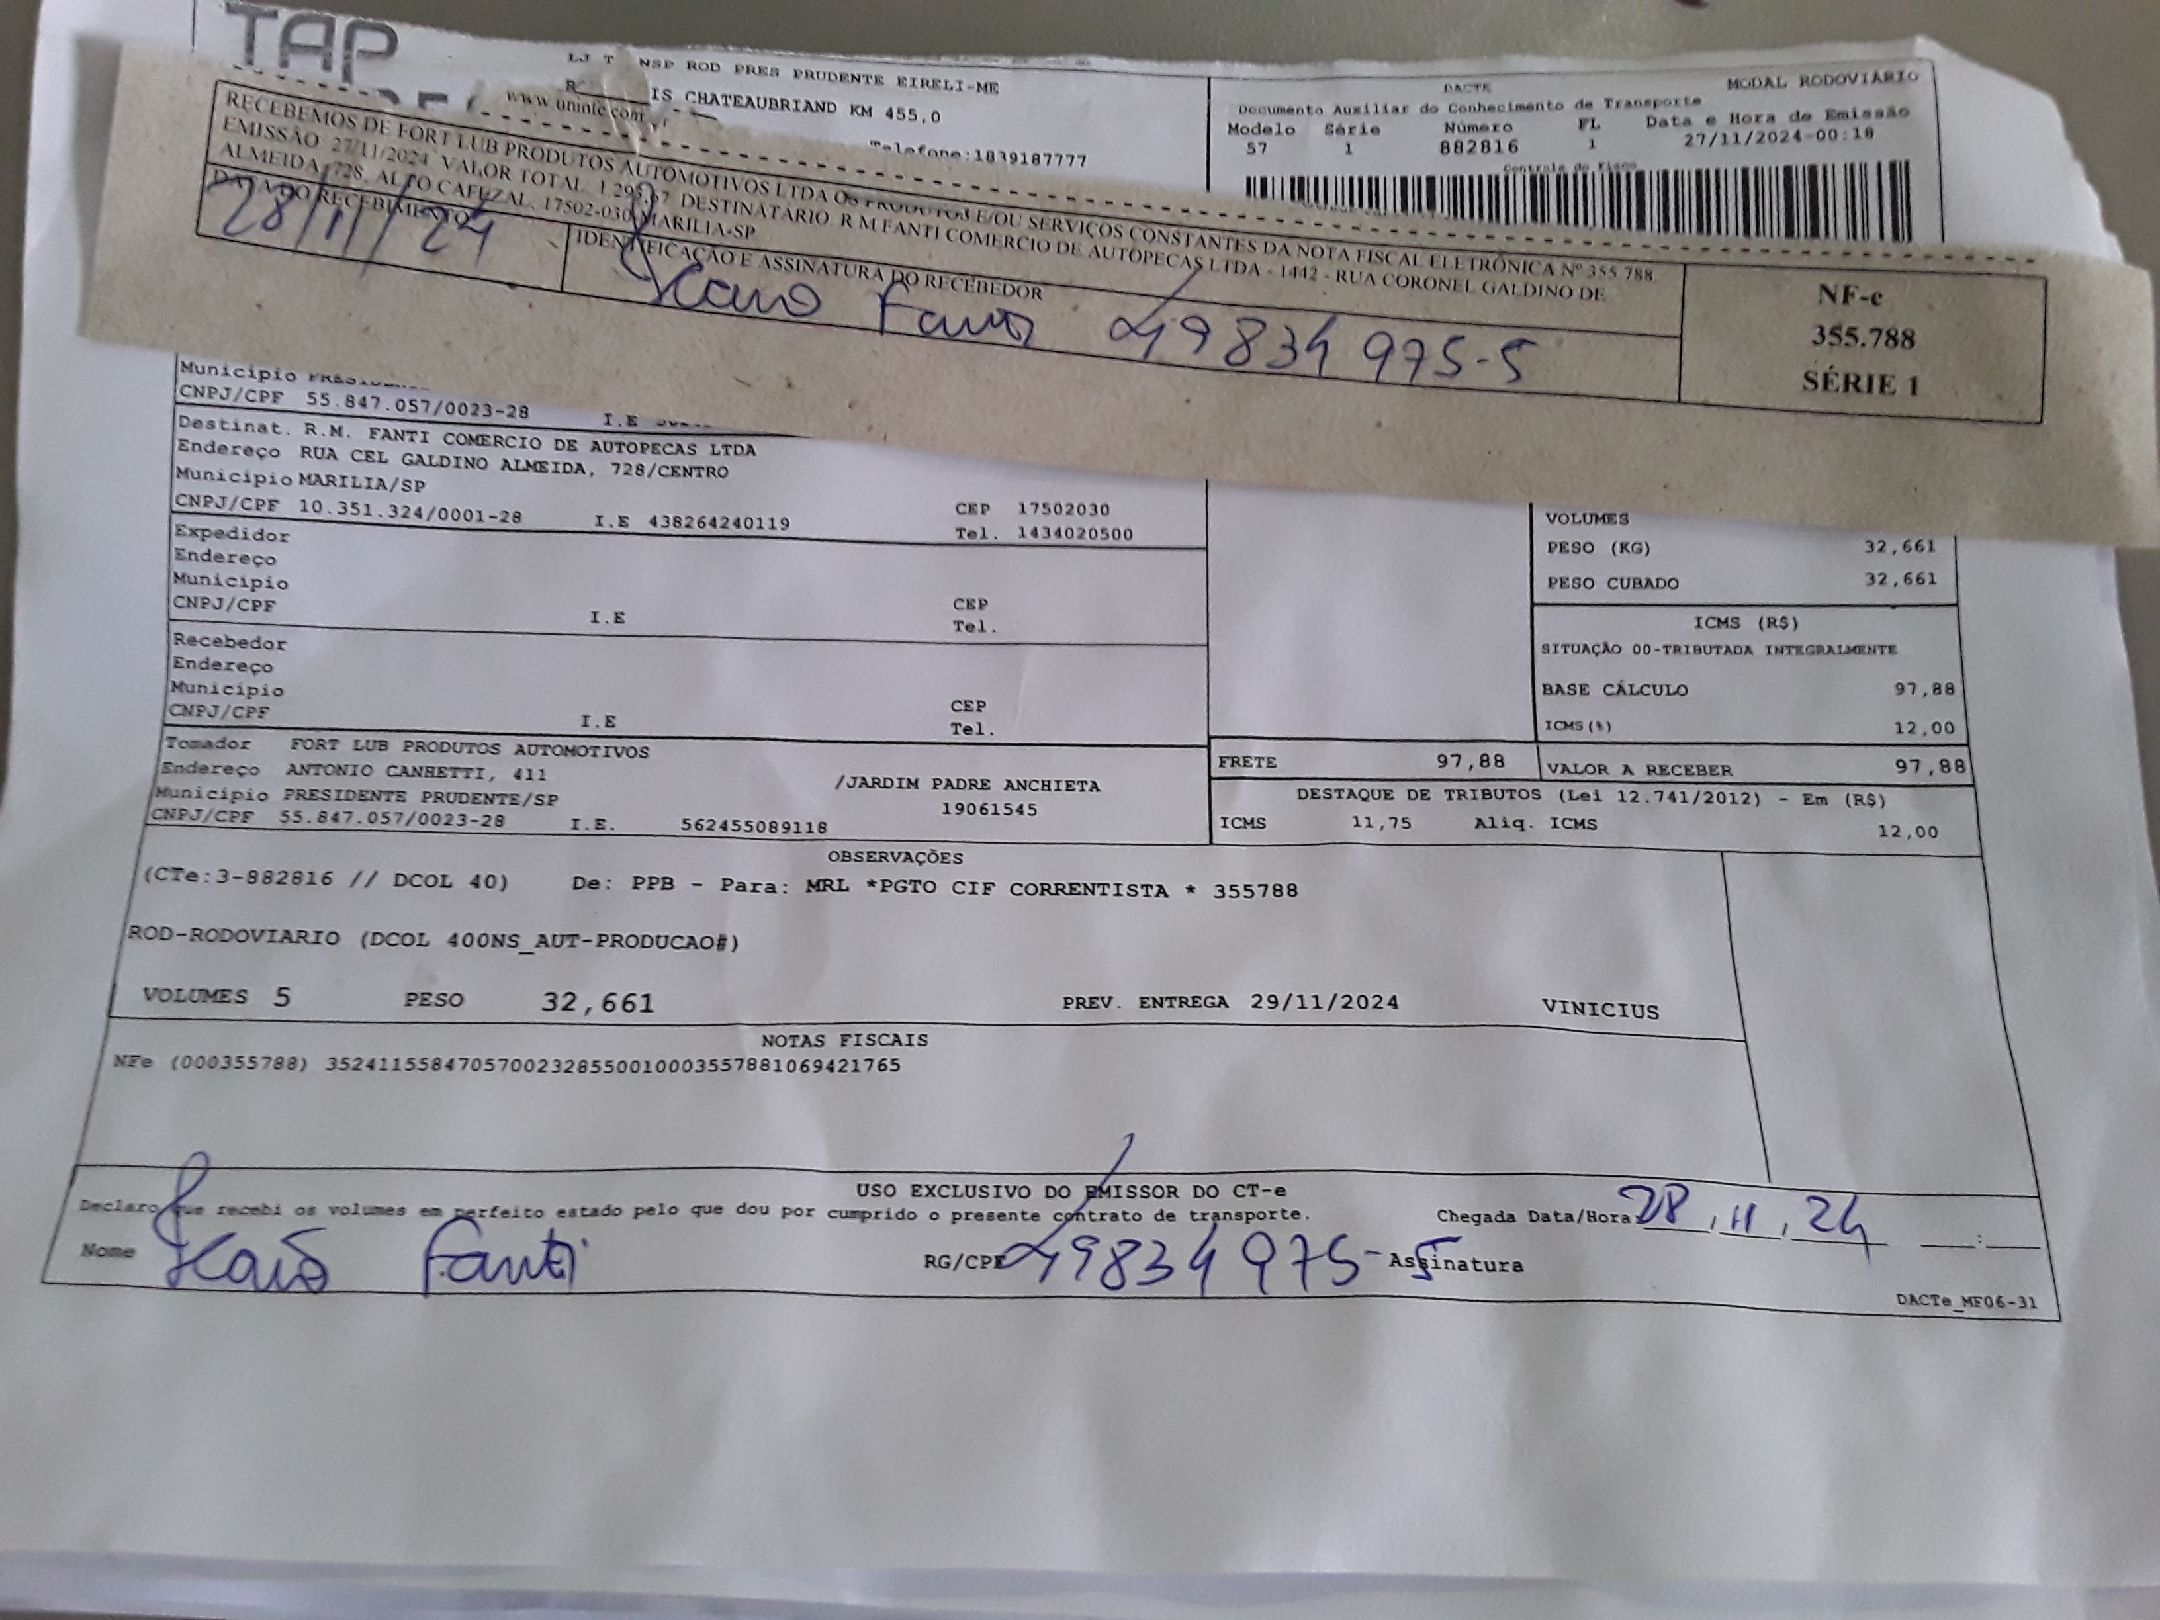 TAP
LJ T NSP ROD PRES PRUDENTE EIRELI-ME
IS CHATEAUBRIAND KM 455,0
Telefone:1839187777
DACTE
MODAL RODOVIÁRIO
Documento Auxiliar do Conhecimento de Transporte
Modelo Série Número FL Data e Hora de Emissão
57 1 882816 1 27/11/2024-00:18
Controle do Fisco
RECEBEMOS DE FORT LUB PRODUTOS AUTOMOTIVOS LTDA OS PRODUTOS E/OU SERVIÇOS CONSTANTES DA NOTA FISCAL ELETRÔNICA Nº 355.788
EMISSÃO 27/11/2024 VALOR TOTAL DESTINATÁRIO R M FANTI COMERCIO DE AUTOPECAS LTDA - 1442 - RUA CORONEL GALDINO DE
ALMEIDA, 728, ALTO CAFEZAL, 17502-030 MARILIA-SP
DATA DO RECEBIMENTO
28/11/24
IDENTIFICAÇÃO E ASSINATURA DO RECEBEDOR
Fanti 49834975-5
NF-e
355.788
SÉRIE 1
Município
CNPJ/CPF 55.847.057/0023-28 I.E
Destinat. R.M. FANTI COMERCIO DE AUTOPECAS LTDA
Endereço RUA CEL GALDINO ALMEIDA, 728/CENTRO
Município MARILIA/SP CEP 17502030
CNPJ/CPF 10.351.324/0001-28 I.E 438264240119 Tel. 1434020500
Expedidor
Endereço
Município CEP
CNPJ/CPF I.E Tel.
Recebedor
Endereço
Município CEP
CNPJ/CPF I.E Tel.
VOLUMES
PESO (KG) 32,661
PESO CUBADO 32,661
ICMS (R$)
SITUAÇÃO 00-TRIBUTADA INTEGRALMENTE
BASE CÁLCULO 97,88
ICMS(%) 12,00
Tomador FORT LUB PRODUTOS AUTOMOTIVOS
Endereço ANTONIO CANHETTI, 411 /JARDIM PADRE ANCHIETA
Município PRESIDENTE PRUDENTE/SP 19061545
CNPJ/CPF 55.847.057/0023-28 I.E. 562455089118
FRETE 97,88 VALOR A RECEBER 97,88
DESTAQUE DE TRIBUTOS (Lei 12.741/2012) - Em (R$)
ICMS 11,75 Aliq. ICMS 12,00
OBSERVAÇÕES
(CTe:3-882816 // DCOL 40) De: PPB - Para: MRL *PGTO CIF CORRENTISTA * 355788
ROD-RODOVIARIO (DCOL 400NS_AUT-PRODUCAO#)
VOLUMES 5 PESO 32,661 PREV. ENTREGA 29/11/2024 VINICIUS
NOTAS FISCAIS
NFe (000355788) 35241155847057002328550010003557881069421765
USO EXCLUSIVO DO EMISSOR DO CT-e
Declaro que recebi os volumes em perfeito estado pelo que dou por cumprido o presente contrato de transporte. Chegada Data/Hora 28 . 11 . 24 __:__
Nome Fanti RG/CPF 49834975-5 Assinatura
DACTe_MF06-31